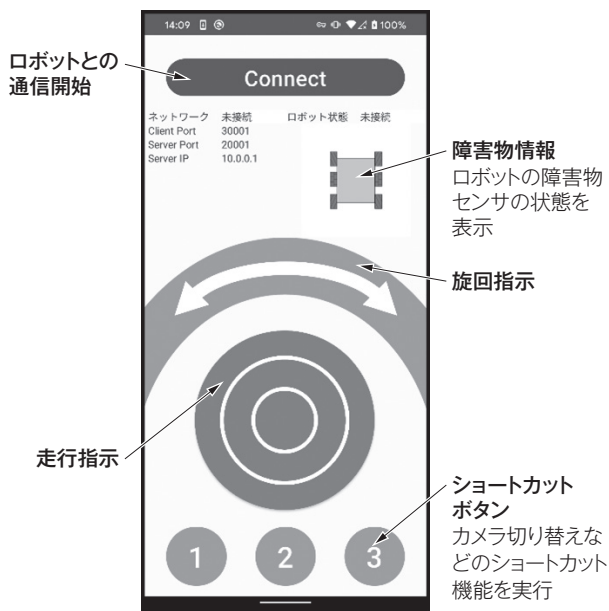 14:09 100%
ロボットとの
通信開始
Connect
ネットワーク 未接続 ロボット状態 未接続
Client Port 30001
Server Port 20001
Server IP 10.0.0.1
障害物情報
ロボットの障害物
センサの状態を
表示
旋回指示
走行指示
ショートカット
ボタン
カメラ切り替えな
どのショートカット
機能を実行
1 2 3